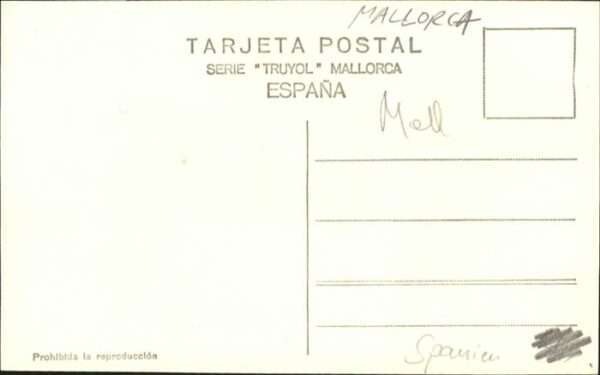 MALLORCA
TARJETA POSTAL
SERIE "TRUYOL" MALLORCA
ESPAÑA
Mall
Spanien
Prohibida la reproducción